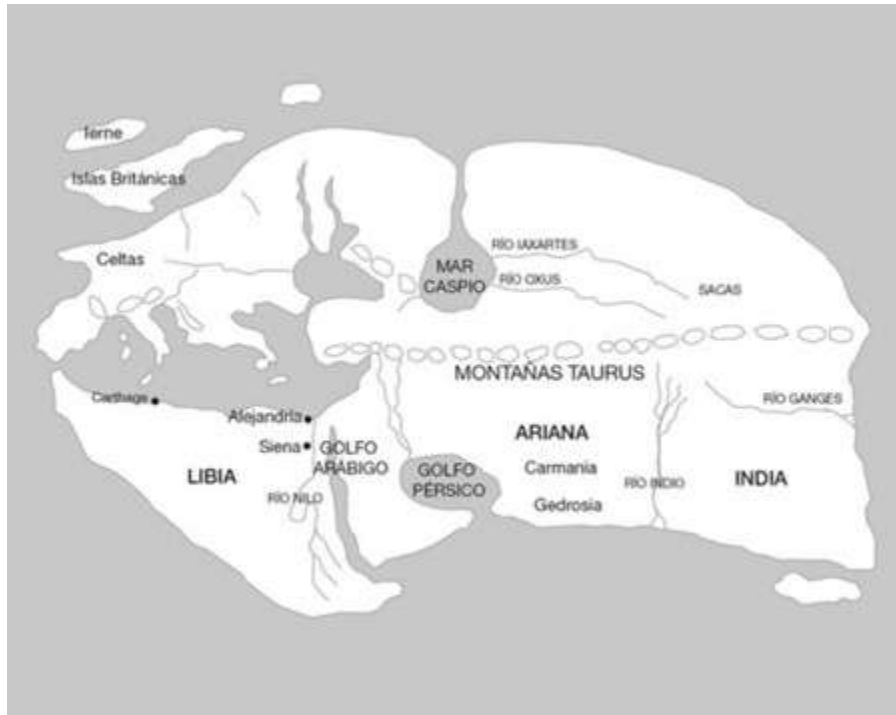 Ierne
Islas Británicas
Celtas
MAR
CASPIO
RÍO IAXARTES
RÍO OXUS
SACAS
MONTAÑAS TAURUS
Carthago
Alejandría
Siena
GOLFO
ARÁBIGO
LIBIA
RÍO NILO
GOLFO
PÉRSICO
ARIANA
Carmania
Gedrosia
RÍO INDIO
RÍO GANGES
INDIA